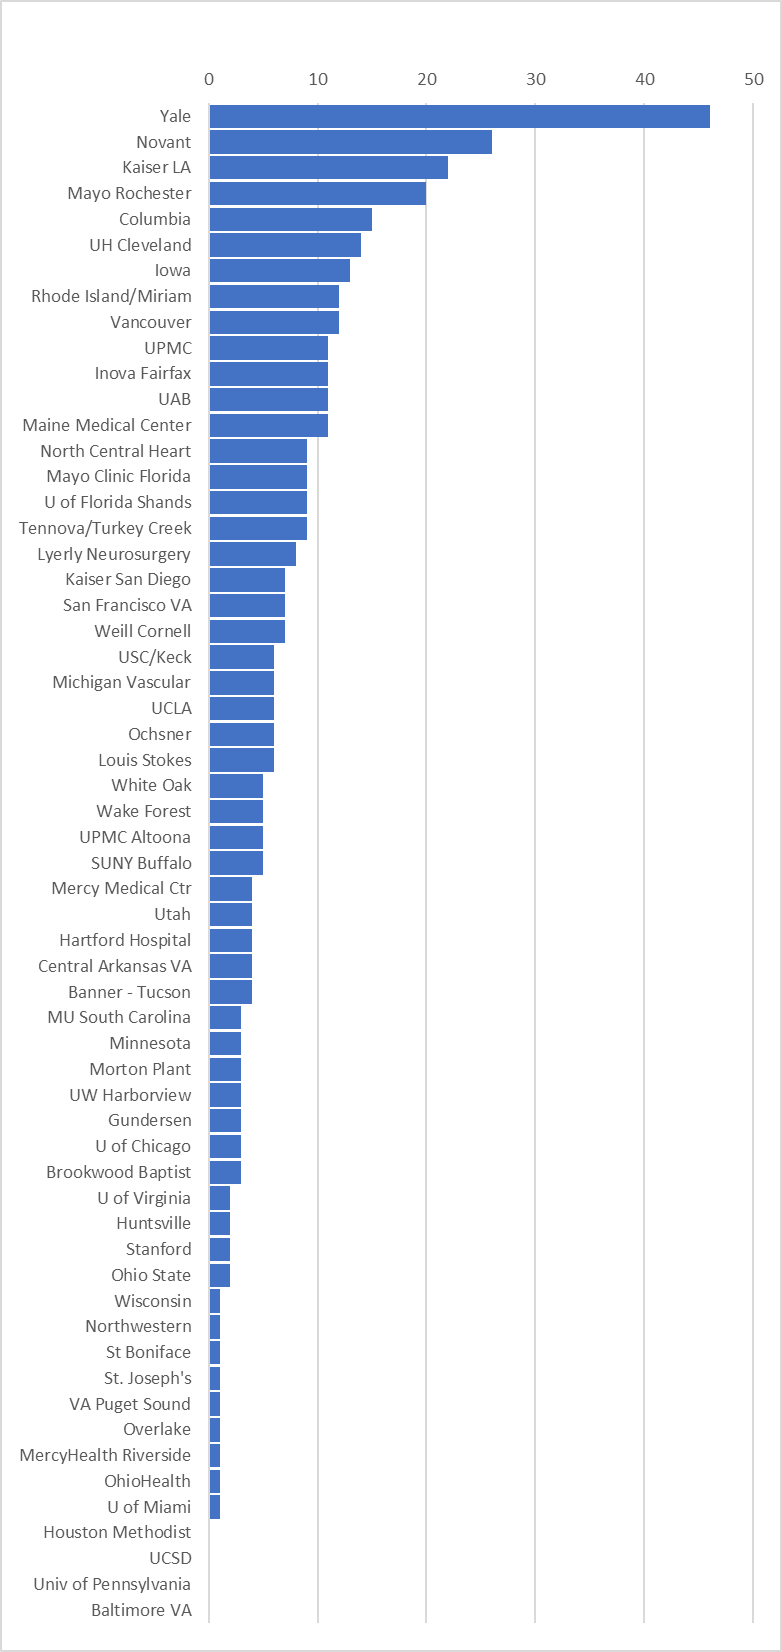 0 10 20 30 40 50
Yale
Novant
Kaiser LA
Mayo Rochester
Columbia
UH Cleveland
Iowa
Rhode Island/Miriam
Vancouver
UPMC
Inova Fairfax
UAB
Maine Medical Center
North Central Heart
Mayo Clinic Florida
U of Florida Shands
Tennova/Turkey Creek
Lyerly Neurosurgery
Kaiser San Diego
San Francisco VA
Weill Cornell
USC/Keck
Michigan Vascular
UCLA
Ochsner
Louis Stokes
White Oak
Wake Forest
UPMC Altoona
SUNY Buffalo
Mercy Medical Ctr
Utah
Hartford Hospital
Central Arkansas VA
Banner - Tucson
MU South Carolina
Minnesota
Morton Plant
UW Harborview
Gundersen
U of Chicago
Brookwood Baptist
U of Virginia
Huntsville
Stanford
Ohio State
Wisconsin
Northwestern
St Boniface
St. Joseph's
VA Puget Sound
Overlake
MercyHealth Riverside
OhioHealth
U of Miami
Houston Methodist
UCSD
Univ of Pennsylvania
Baltimore VA